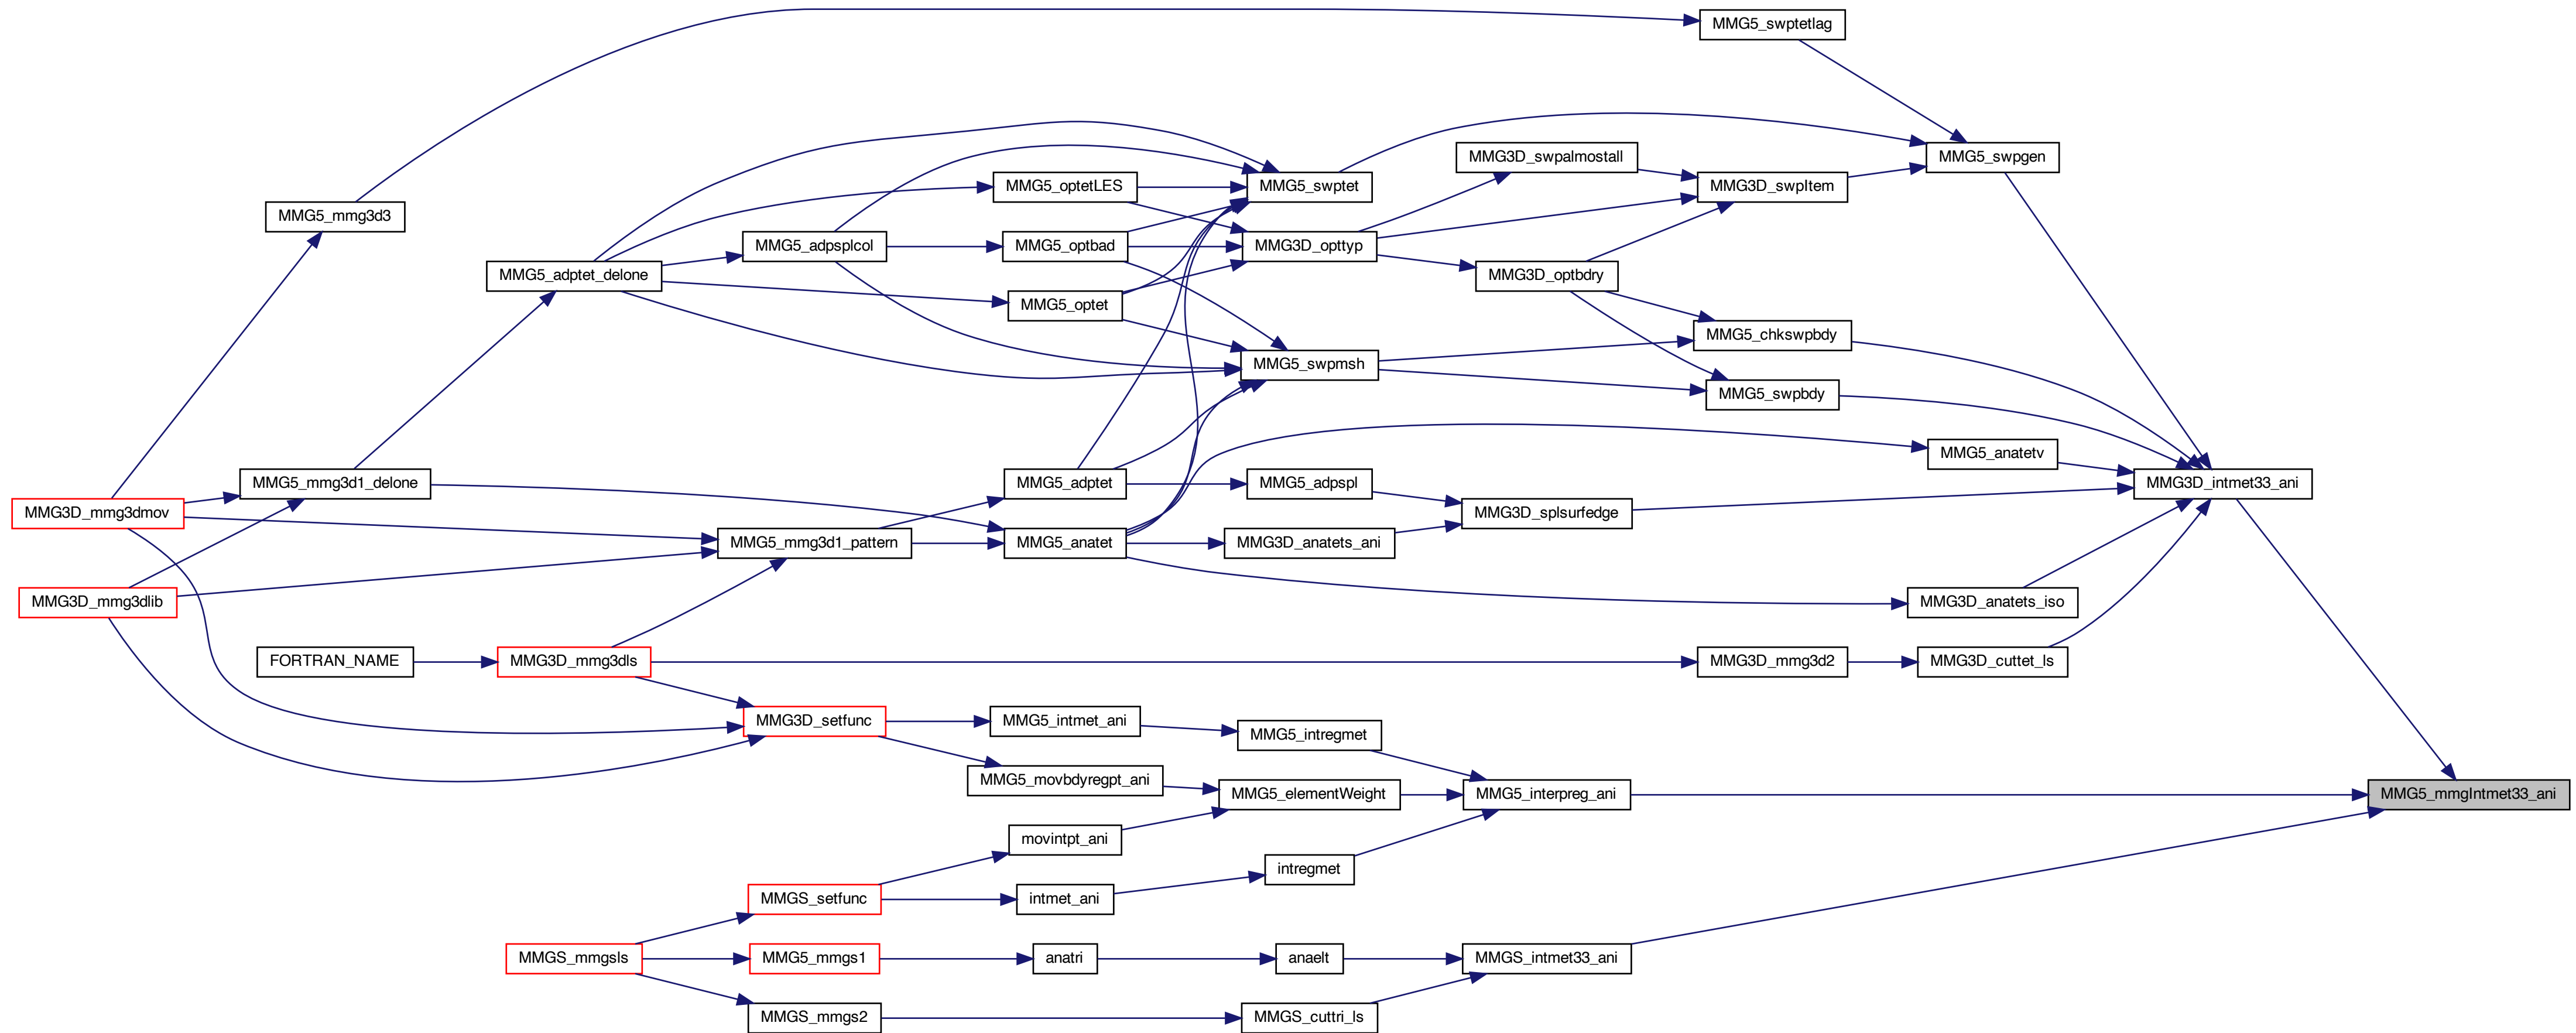 MMG5_swptetlag
MMG3D_swpalmostall
MMG5_swpgen
MMG5_optetLES
MMG5_swptet
MMG3D_swpItem
MMG5_mmg3d3
MMG5_adpsplcol
MMG5_optbad
MMG3D_opttyp
MMG5_adptet_delone
MMG3D_optbdry
MMG5_optet
MMG5_chkswpbdy
MMG5_swpmsh
MMG5_swpbdy
MMG5_anatetv
MMG5_mmg3d1_delone
MMG5_adptet
MMG5_adpspl
MMG3D_intmet33_ani
MMG3D_mmg3dmov
MMG3D_splsurfedge
MMG5_mmg3d1_pattern
MMG5_anatet
MMG3D_anatets_ani
MMG3D_mmg3dlib
MMG3D_anatets_iso
FORTRAN_NAME
MMG3D_mmg3dls
MMG3D_mmg3d2
MMG3D_cuttet_ls
MMG3D_setfunc
MMG5_intmet_ani
MMG5_intregmet
MMG5_movbdyregpt_ani
MMG5_elementWeight
MMG5_interpreg_ani
MMG5_mmgIntmet33_ani
movintpt_ani
intregmet
MMGS_setfunc
intmet_ani
MMGS_mmgsls
MMG5_mmgs1
anatri
anaelt
MMGS_intmet33_ani
MMGS_mmgs2
MMGS_cuttri_ls